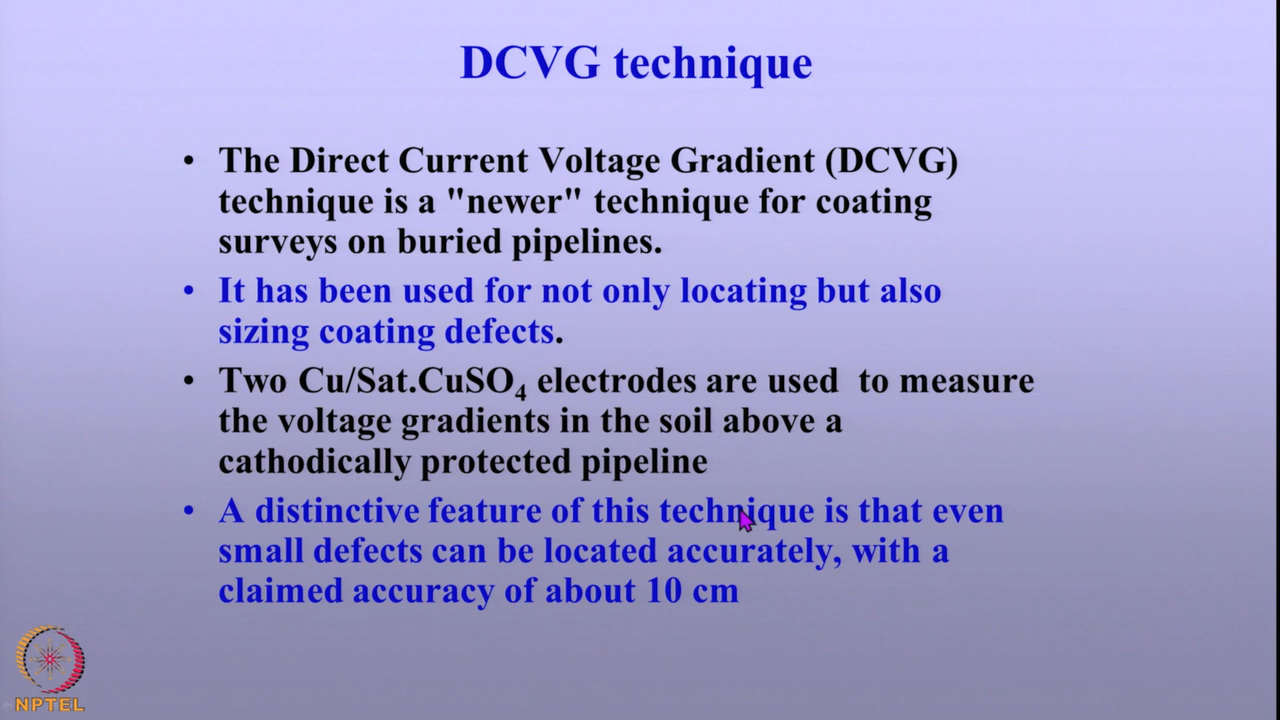 DCVG technique
• The Direct Current Voltage Gradient (DCVG)
technique is a "newer" technique for coating
surveys on buried pipelines.
• It has been used for not only locating but also
sizing coating defects.
• Two Cu/Sat.CuSO₄ electrodes are used to measure
the voltage gradients in the soil above a
cathodically protected pipeline
• A distinctive feature of this technique is that even
small defects can be located accurately, with a
claimed accuracy of about 10 cm
NPTEL